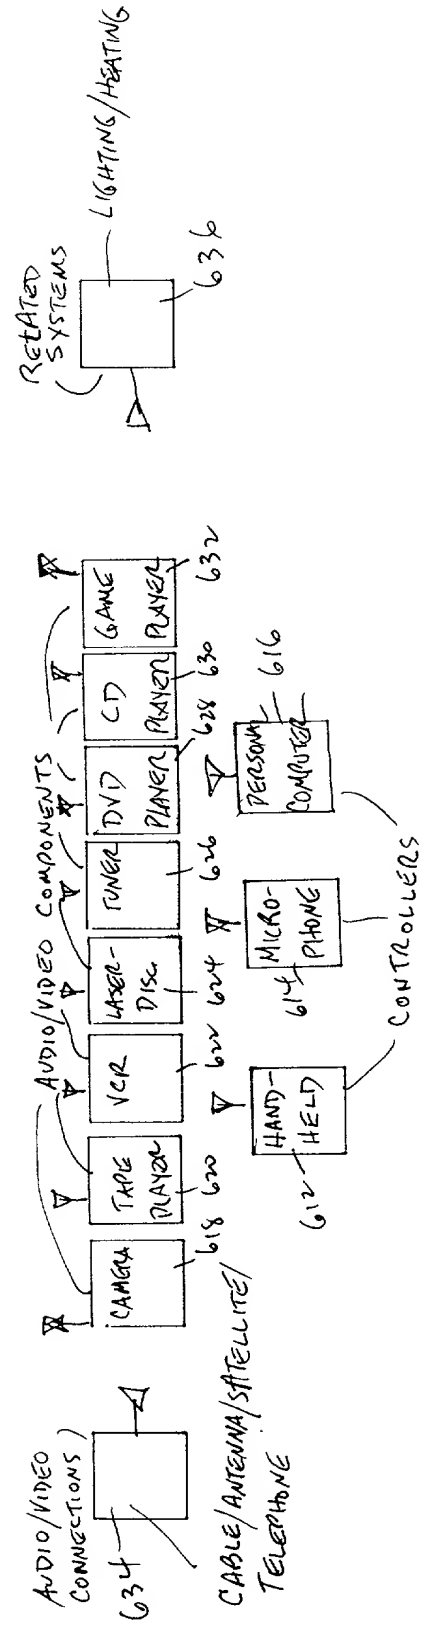 AUDIO/VIDEO
CONNECTIONS
634
CABLE/ANTENNA/SATELLITE/
TELEPHONE
AUDIO/VIDEO COMPONENTS
CAMERA
618
TAPE
PLAYER
620
VCR
622
LASER-
DISC
624
TUNER
626
DVD
PLAYER
628
CD
PLAYER
630
GAME
PLAYER
632
HAND-
HELD
612
MICRO-
PHONE
614
PERSONAL
COMPUTER
616
CONTROLLERS
RELATED
SYSTEMS
LIGHTING/HEATING
636